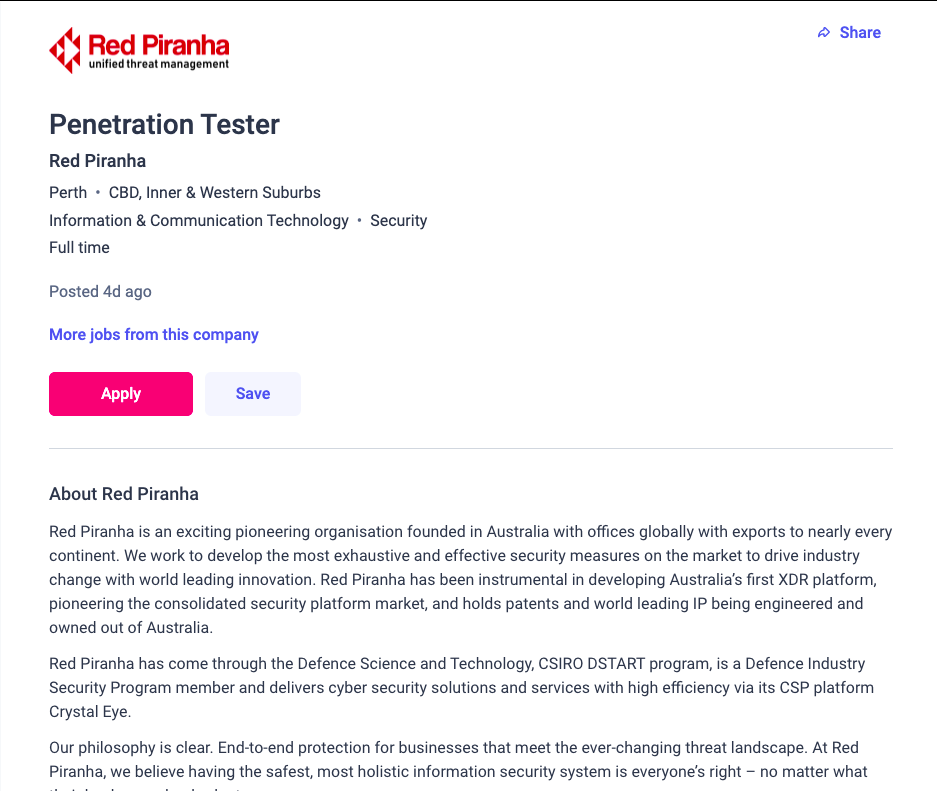 Red Piranha
unified threat management
Share
Penetration Tester
Red Piranha
Perth • CBD, Inner & Western Suburbs
Information & Communication Technology • Security
Full time
Posted 4d ago
More jobs from this company
Apply
Save
About Red Piranha
Red Piranha is an exciting pioneering organisation founded in Australia with offices globally with exports to nearly every
continent. We work to develop the most exhaustive and effective security measures on the market to drive industry
change with world leading innovation. Red Piranha has been instrumental in developing Australia’s first XDR platform,
pioneering the consolidated security platform market, and holds patents and world leading IP being engineered and
owned out of Australia.
Red Piranha has come through the Defence Science and Technology, CSIRO DSTART program, is a Defence Industry
Security Program member and delivers cyber security solutions and services with high efficiency via its CSP platform
Crystal Eye.
Our philosophy is clear. End-to-end protection for businesses that meet the ever-changing threat landscape. At Red
Piranha, we believe having the safest, most holistic information security system is everyone’s right – no matter what